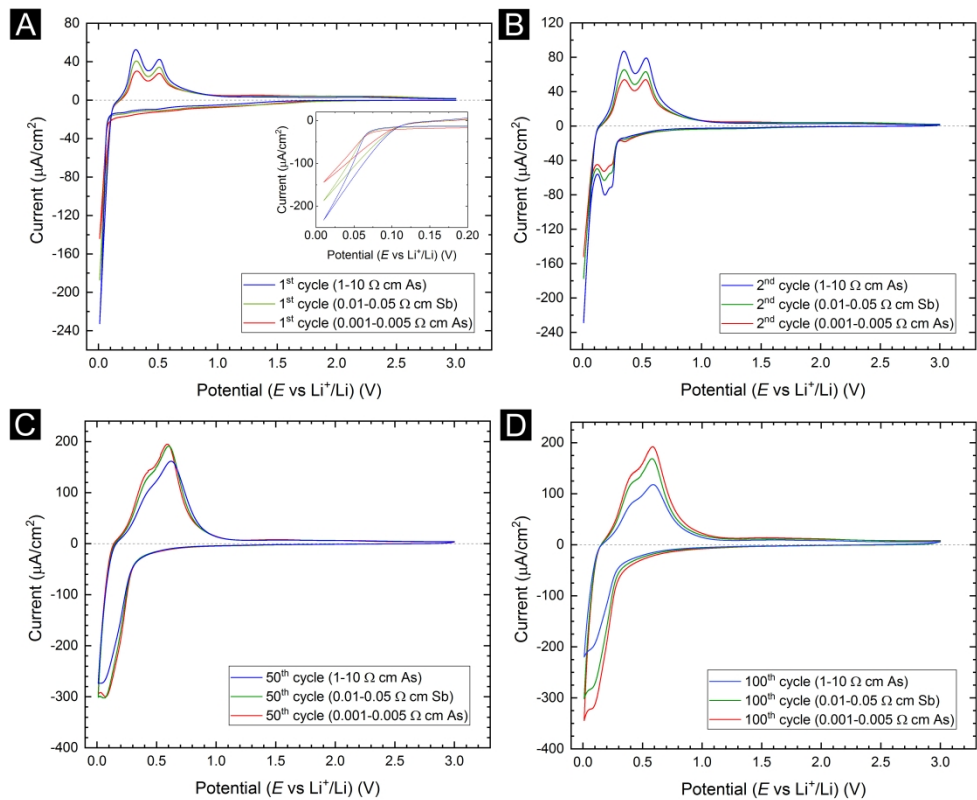 A
80
40
0
-40
-80
-120
-160
-200
-240
Current (μA/cm²)
0.0 0.5 1.0 1.5 2.0 2.5 3.0
Potential (E vs Li⁺/Li) (V)
0
-100
-200
Current (μA/cm²)
0.00 0.05 0.10 0.15 0.20
Potential (E vs Li⁺/Li) (V)
1ˢᵗ cycle (1-10 Ω cm As)
1ˢᵗ cycle (0.01-0.05 Ω cm Sb)
1ˢᵗ cycle (0.001-0.005 Ω cm As)
B
120
80
40
0
-40
-80
-120
-160
-200
-240
Current (μA/cm²)
0.0 0.5 1.0 1.5 2.0 2.5 3.0
Potential (E vs Li⁺/Li) (V)
2ⁿᵈ cycle (1-10 Ω cm As)
2ⁿᵈ cycle (0.01-0.05 Ω cm Sb)
2ⁿᵈ cycle (0.001-0.005 Ω cm As)
C
200
100
0
-100
-200
-300
-400
Current (μA/cm²)
0.0 0.5 1.0 1.5 2.0 2.5 3.0
Potential (E vs Li⁺/Li) (V)
50ᵗʰ cycle (1-10 Ω cm As)
50ᵗʰ cycle (0.01-0.05 Ω cm Sb)
50ᵗʰ cycle (0.001-0.005 Ω cm As)
D
200
100
0
-100
-200
-300
-400
Current (μA/cm²)
0.0 0.5 1.0 1.5 2.0 2.5 3.0
Potential (E vs Li⁺/Li) (V)
100ᵗʰ cycle (1-10 Ω cm As)
100ᵗʰ cycle (0.01-0.05 Ω cm Sb)
100ᵗʰ cycle (0.001-0.005 Ω cm As)